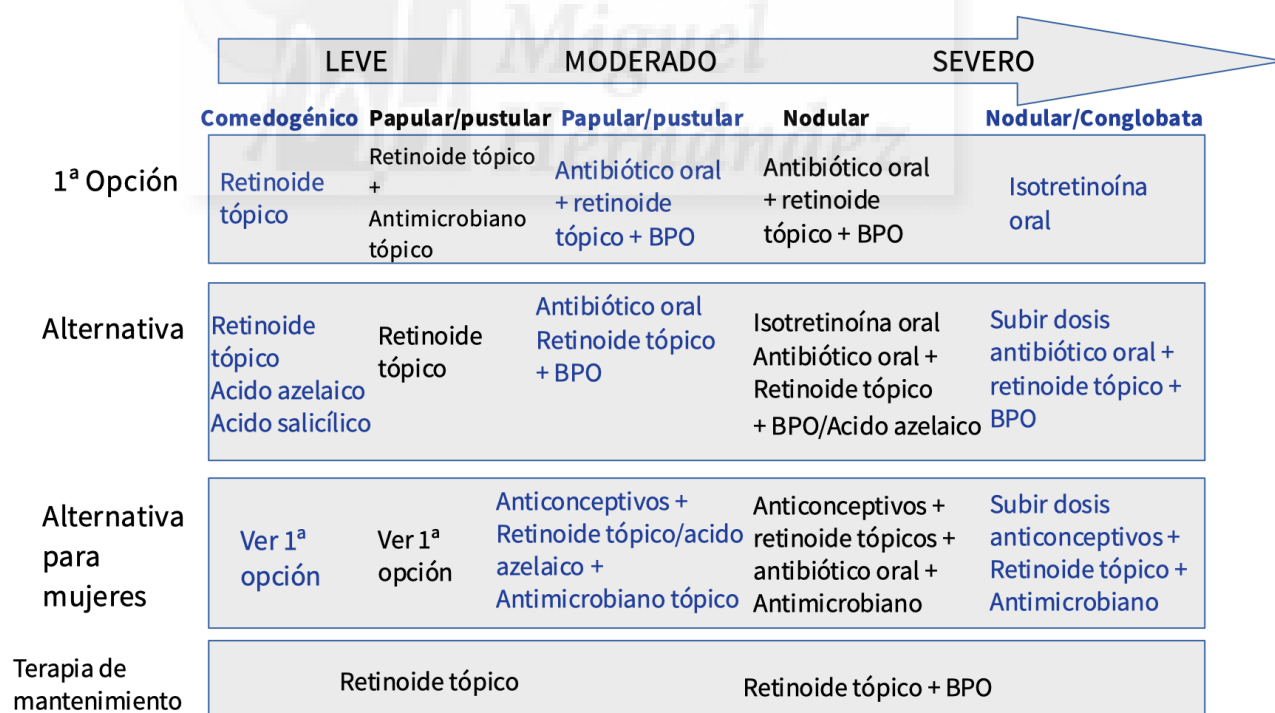 Miguel
Hernández
LEVE MODERADO SEVERO
Comedogénico Papular/pustular Papular/pustular Nodular Nodular/Conglobata
1ª Opción
Retinoide
tópico
Retinoide tópico
+
Antimicrobiano
tópico
Antibiótico oral
+ retinoide
tópico + BPO
Antibiótico oral
+ retinoide
tópico + BPO
Isotretinoína
oral
Alternativa
Retinoide
tópico
Acido azelaico
Acido salicílico
Retinoide
tópico
Antibiótico oral
Retinoide tópico
+ BPO
Isotretinoína oral
Antibiótico oral +
Retinoide tópico
+ BPO/Acido azelaico
Subir dosis
antibiótico oral +
retinoide tópico +
BPO
Alternativa
para
mujeres
Ver 1ª
opción
Ver 1ª
opción
Anticonceptivos +
Retinoide tópico/acido
azelaico +
Antimicrobiano tópico
Anticonceptivos +
retinoide tópicos +
antibiótico oral +
Antimicrobiano
Subir dosis
anticonceptivos +
Retinoide tópico +
Antimicrobiano
Terapia de
mantenimiento
Retinoide tópico
Retinoide tópico + BPO